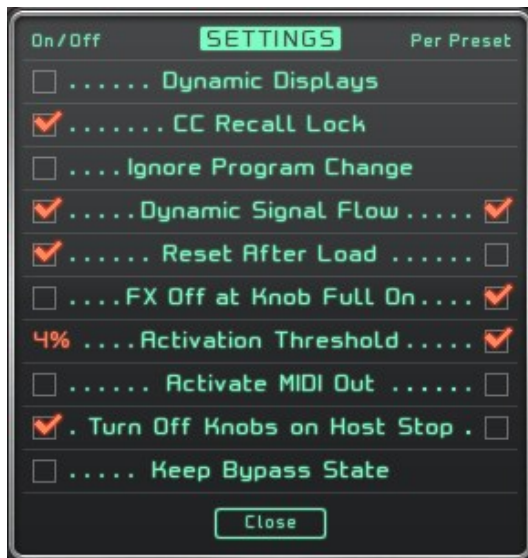 On/Off SETTINGS Per Preset
...... Dynamic Displays
....... CC Recall Lock
....Ignore Program Change
....Dynamic Signal Flow.....
..... Reset After Load ......
....FX Off at Knob Full On....
4% ....Activation Threshold.....
...... Activate MIDI Out ......
. Turn Off Knobs on Host Stop .
..... Keep Bypass State
Close